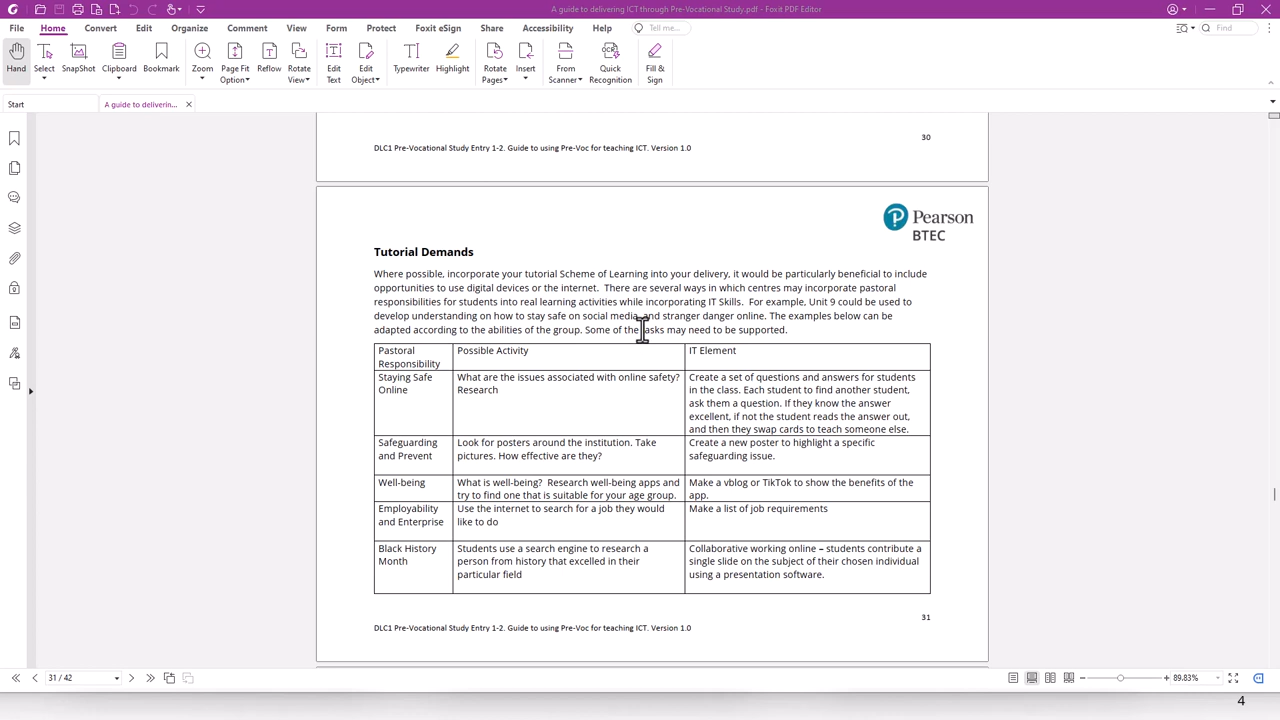 A guide to delivering ICT through Pre-Vocational Study.pdf - Foxit PDF Editor
File Home Convert Edit Organize Comment View Form Protect Foxit eSign Share Accessibility Help Tell me... Find
Hand Select SnapShot Clipboard Bookmark Zoom Page Fit Option Reflow Rotate View Edit Text Edit Object Typewriter Highlight Rotate Pages Insert From Scanner OCR Quick Recognition Fill & Sign
Start A guide to deliverin...
30
DLC1 Pre-Vocational Study Entry 1-2. Guide to using Pre-Voc for teaching ICT. Version 1.0
P Pearson
BTEC
Tutorial Demands
Where possible, incorporate your tutorial Scheme of Learning into your delivery, it would be particularly beneficial to include
opportunities to use digital devices or the internet. There are several ways in which centres may incorporate pastoral
responsibilities for students into real learning activities while incorporating IT Skills. For example, Unit 9 could be used to
develop understanding on how to stay safe on social media and stranger danger online. The examples below can be
adapted according to the abilities of the group. Some of the tasks may need to be supported.
Pastoral
Responsibility
Possible Activity
IT Element
Staying Safe
Online
What are the issues associated with online safety?
Research
Create a set of questions and answers for students
in the class. Each student to find another student,
ask them a question. If they know the answer
excellent, if not the student reads the answer out,
and then they swap cards to teach someone else.
Safeguarding
and Prevent
Look for posters around the institution. Take
pictures. How effective are they?
Create a new poster to highlight a specific
safeguarding issue.
Well-being
What is well-being? Research well-being apps and
try to find one that is suitable for your age group.
Make a vblog or TikTok to show the benefits of the
app.
Employability
and Enterprise
Use the internet to search for a job they would
like to do
Make a list of job requirements
Black History
Month
Students use a search engine to research a
person from history that excelled in their
particular field
Collaborative working online – students contribute a
single slide on the subject of their chosen individual
using a presentation software.
31
DLC1 Pre-Vocational Study Entry 1-2. Guide to using Pre-Voc for teaching ICT. Version 1.0
31 / 42
89.83%
4